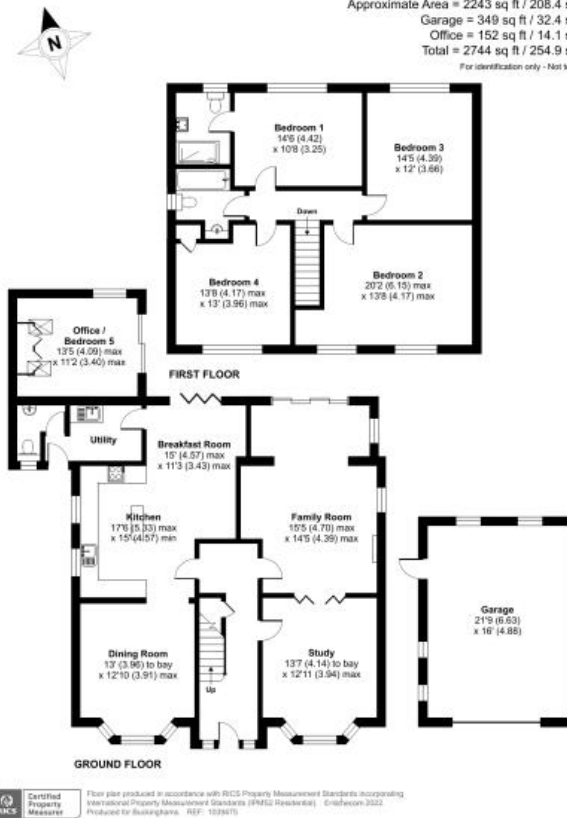 Approximate Area = 2243 sq ft / 208.4 s
Garage = 349 sq ft / 32.4 s
Office = 152 sq ft / 14.1 s
Total = 2744 sq ft / 254.9 s
For identification only - Not to
N
Bedroom 1
14'6 (4.42)
x 10'8 (3.25)
Bedroom 3
14'5 (4.39)
x 12' (3.66)
Down
Bedroom 4
13'8 (4.17) max
x 13' (3.96) max
Bedroom 2
20'2 (6.15) max
x 13'8 (4.17) max
Office /
Bedroom 5
13'5 (4.09) max
x 11'2 (3.40) max
FIRST FLOOR
Utility
Breakfast Room
15' (4.57) max
x 11'3 (3.43) max
Kitchen
17'6 (5.33) max
x 15' (4.57) min
Family Room
15'5 (4.70) max
x 14'5 (4.39) max
Garage
21'9 (6.63)
x 16' (4.88)
Dining Room
13' (3.96) to bay
x 12'10 (3.91) max
Up
Study
13'7 (4.14) to bay
x 12'11 (3.94) max
GROUND FLOOR
RICS
Certified
Property
Measurer
Floor plan produced in accordance with RICS Property Measurement Standards incorporating
International Property Measurement Standards (IPMS2 Residential). ©nichecom 2022.
Produced for Buckinghams. REF: